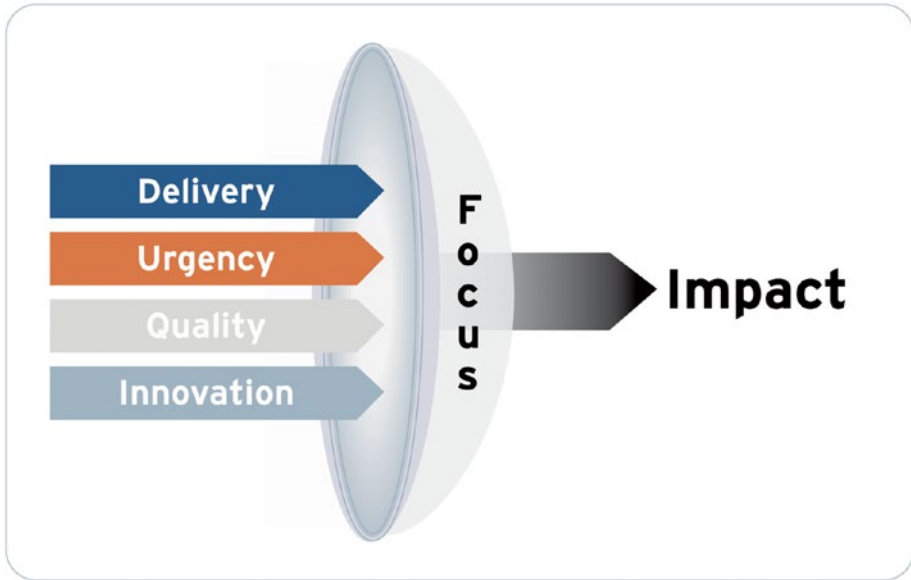 Delivery
Urgency
Quality
Innovation
Focus
Impact